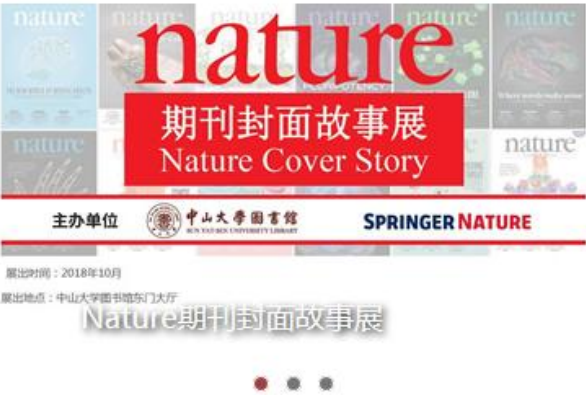 nature
期刊封面故事展
Nature Cover Story
主办单位
中山大學圖書館
SUN YAT-SEN UNIVERSITY LIBRARY
SPRINGER NATURE
展出时间：2018年10月
展出地点：中山大学图书馆东门大厅
Nature期刊封面故事展